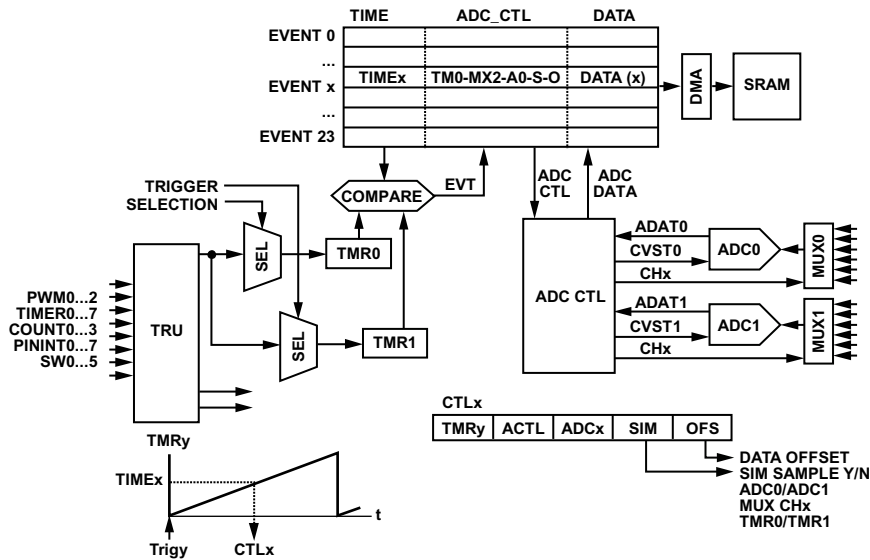 TIME ADC_CTL DATA
EVENT 0
...
EVENT x TIMEx TM0-MX2-A0-S-O DATA (x)
...
EVENT 23
DMA
SRAM
TRIGGER
SELECTION
COMPARE
EVT
ADC
CTL
ADC
DATA
SEL
TMR0
SEL
TMR1
TRU
PWM0...2
TIMER0...7
COUNT0...3
PININT0...7
SW0...5
ADC CTL
ADAT0
CVST0
CHx
ADC0
MUX0
ADAT1
CVST1
CHx
ADC1
MUX1
CTLx
TMRy ACTL ADCx SIM OFS
DATA OFFSET
SIM SAMPLE Y/N
ADC0/ADC1
MUX CHx
TMR0/TMR1
TMRy
TIMEx
t
Trigy CTLx